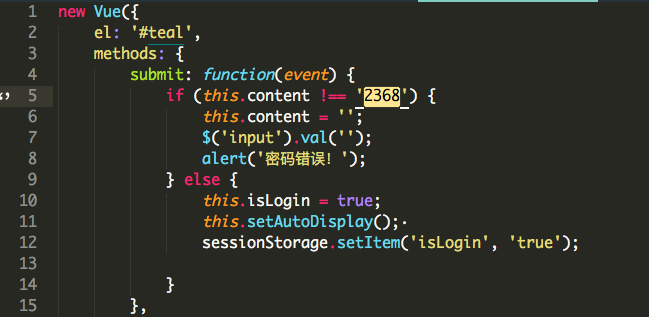 1 new Vue({
2 el: '#teal',
3 methods: {
4 submit: function(event) {
5 if (this.content !== '2368') {
6 this.content = '';
7 $('input').val('');
8 alert('密码错误! ');
9 } else {
10 this.isLogin = true;
11 this.setAutoDisplay();
12 sessionStorage.setItem('isLogin', 'true');
13
14 }
15 },